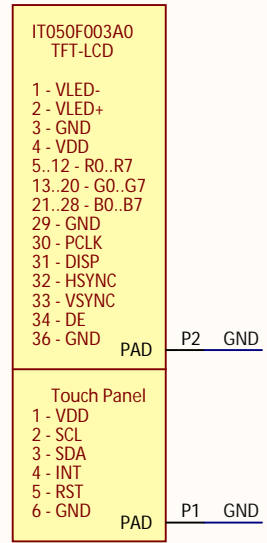 IT050F003A0
TFT-LCD
1 - VLED-
2 - VLED+
3 - GND
4 - VDD
5..12 - R0..R7
13..20 - G0..G7
21..28 - B0..B7
29 - GND
30 - PCLK
31 - DISP
32 - HSYNC
33 - VSYNC
34 - DE
36 - GND
PAD P2 GND
Touch Panel
1 - VDD
2 - SCL
3 - SDA
4 - INT
5 - RST
6 - GND
PAD P1 GND